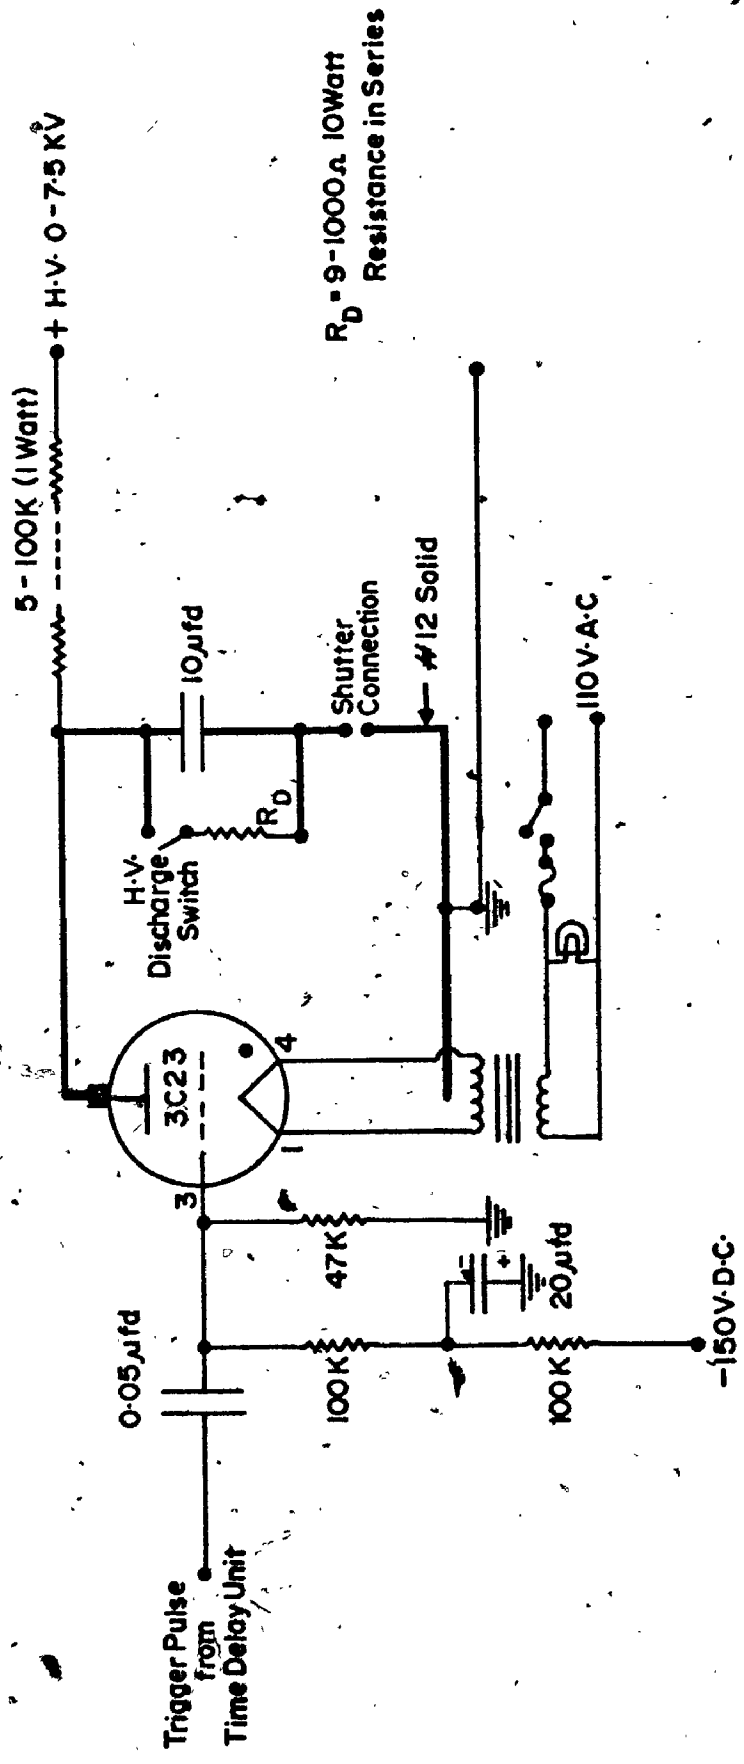 5-100K (1 Watt)
+ H.V. 0-7.5 KV
0.05µfd
3
3C23
4
1
H.V.
Discharge
Switch
R_D
10µfd
Shutter
Connection
#12 Solid
R_D = 9-1000Ω 10Watt
Resistance in Series
Trigger Pulse
from
Time Delay Unit
100K
47K
-
+
20µfd
100K
-150V.D.C.
110V.A.C.